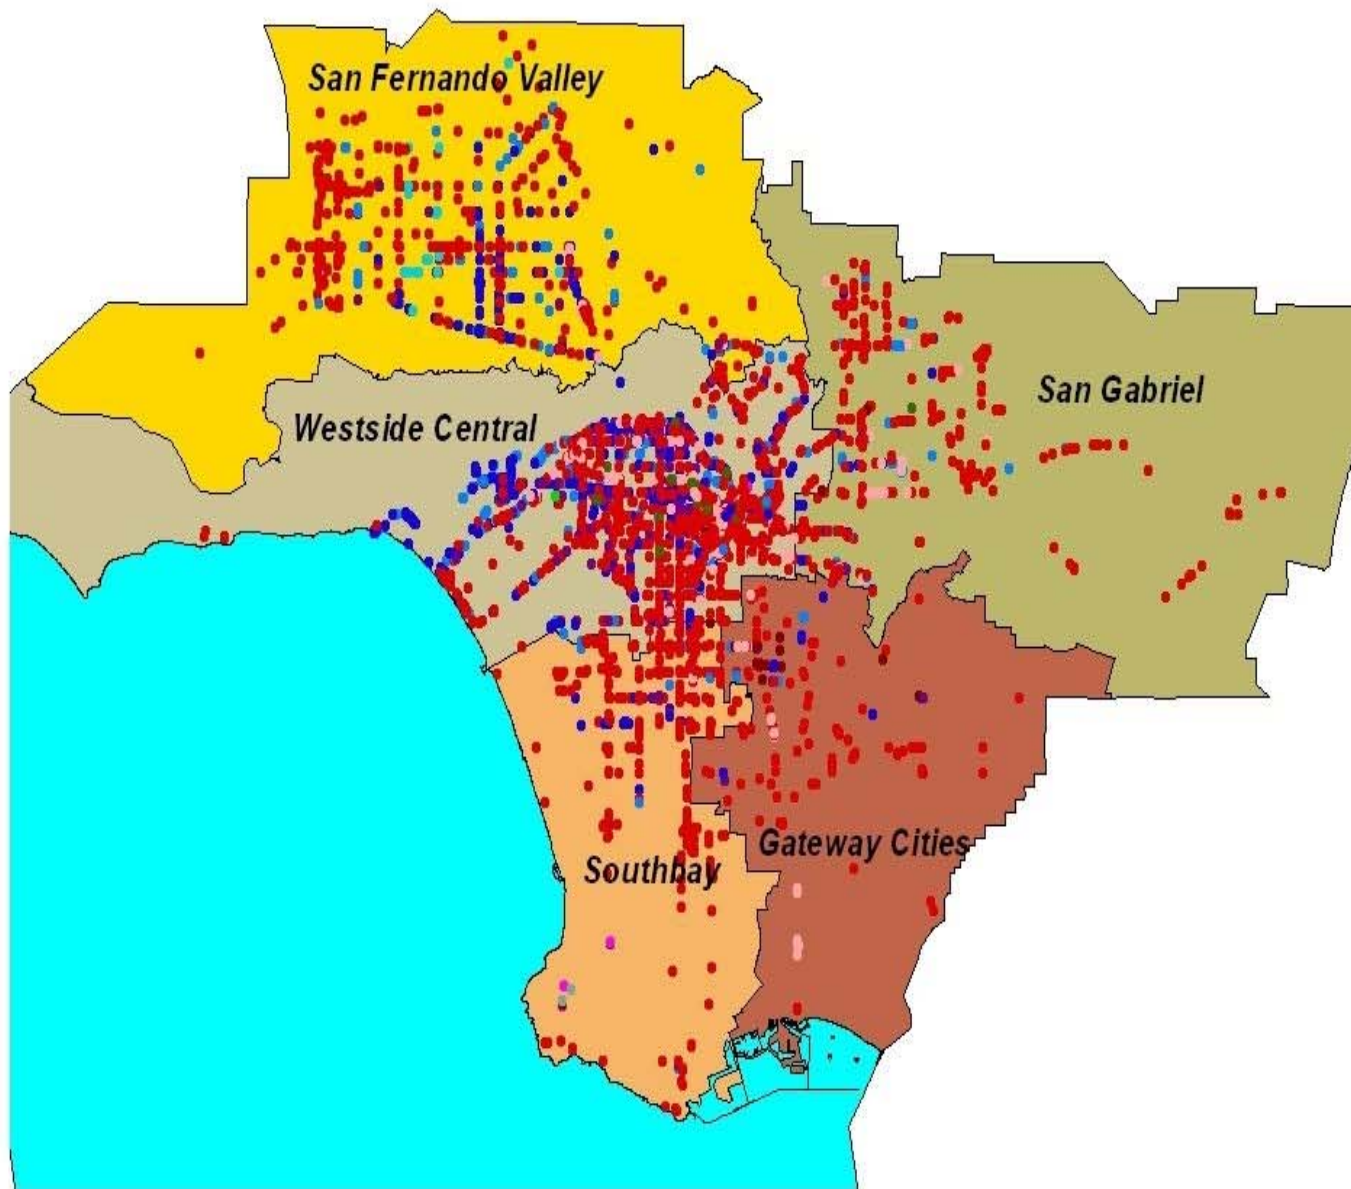 San Fernando Valley
San Gabriel
Westside Central
Gateway Cities
Southbay